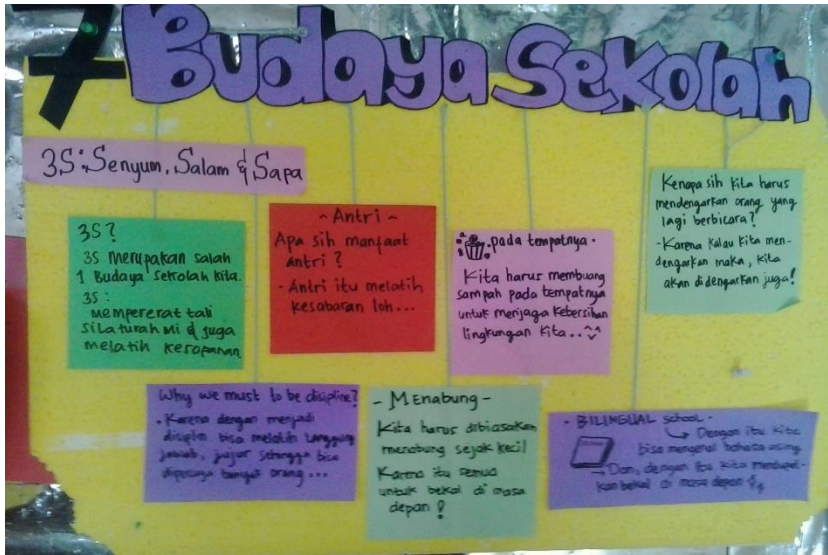 7 Budaya Sekolah
3S : Senyum, Salam & Sapa
3S?
3S merupakan salah
1 Budaya sekolah kita.
3S :
mempererat tali
silaturahmi & juga
melatih kesopanan
~ Antri ~
Apa sih manfaat
antri ?
- Antri itu melatih
kesabaran loh...
pada tempatnya.
Kita harus membuang
sampah pada tempatnya
untuk menjaga kebersihan
lingkungan kita..
Kenapa sih kita harus
mendengarkan orang yang
lagi berbicara?
- Karena kalau kita men-
dengarkan maka, kita
akan didengarkan juga!
Why we must to be disipline?
• Karena dengan menjadi
disiplin bisa melatih tanggung
jawab, jujur sehingga bisa
dipercaya banyak orang...
- Menabung -
Kita harus dibiasakan
menabung sejak kecil
Karena itu semua
untuk bekal di masa
depan !
• BILINGUAL school •
Dengan itu kita
bisa mengenal bahasa asing
Dan, dengan itu kita mendapat-
kan bekal di masa depan